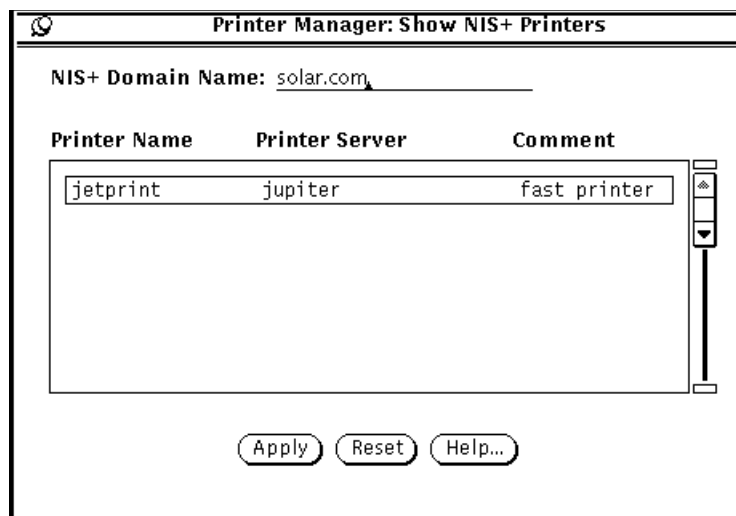 Printer Manager: Show NIS+ Printers
NIS+ Domain Name: solar.com
Printer Name Printer Server Comment
jetprint jupiter fast printer
Apply Reset Help...